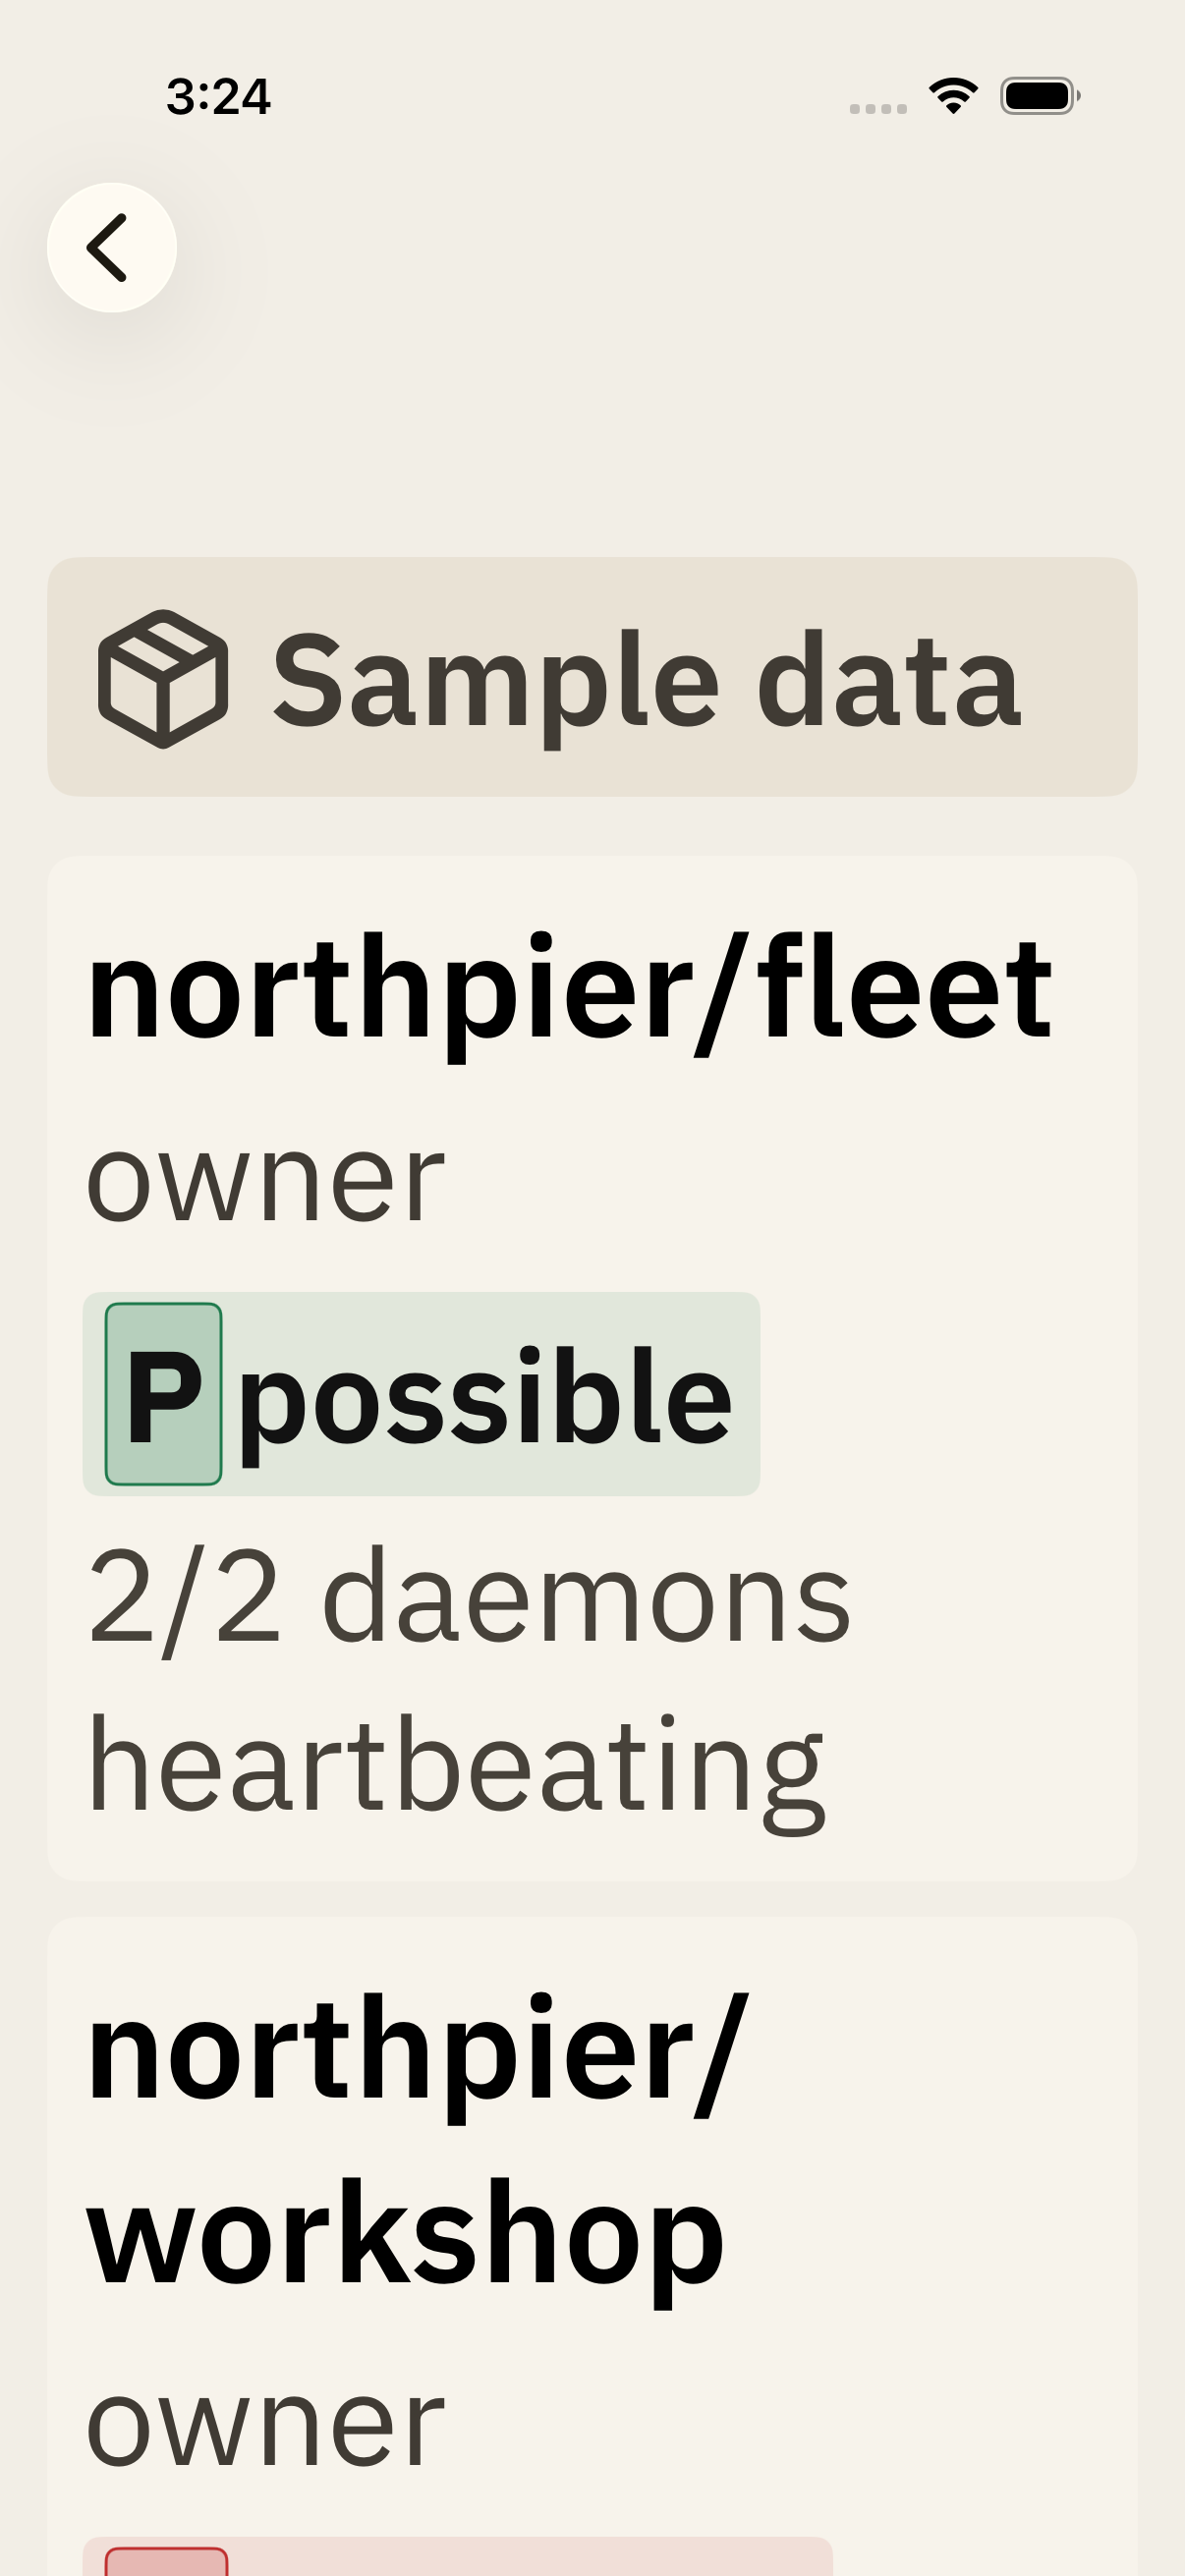 3:24
Sample data
northpier/fleet
owner
P possible
2/2 daemons
heartbeating
northpier/
workshop
owner